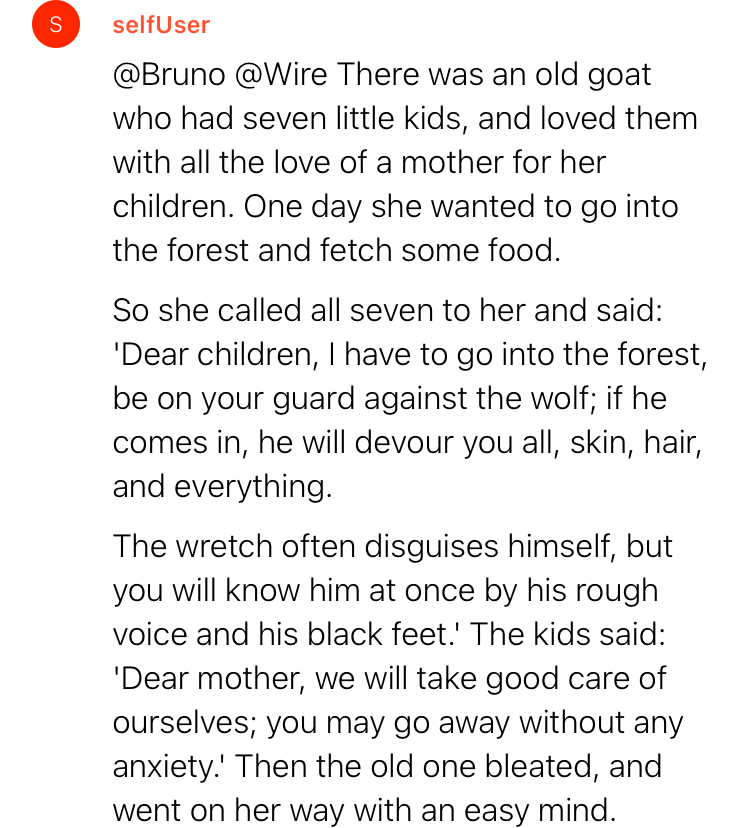 S
selfUser
@Bruno @Wire There was an old goat
who had seven little kids, and loved them
with all the love of a mother for her
children. One day she wanted to go into
the forest and fetch some food.
So she called all seven to her and said:
'Dear children, I have to go into the forest,
be on your guard against the wolf; if he
comes in, he will devour you all, skin, hair,
and everything.
The wretch often disguises himself, but
you will know him at once by his rough
voice and his black feet.' The kids said:
'Dear mother, we will take good care of
ourselves; you may go away without any
anxiety.' Then the old one bleated, and
went on her way with an easy mind.